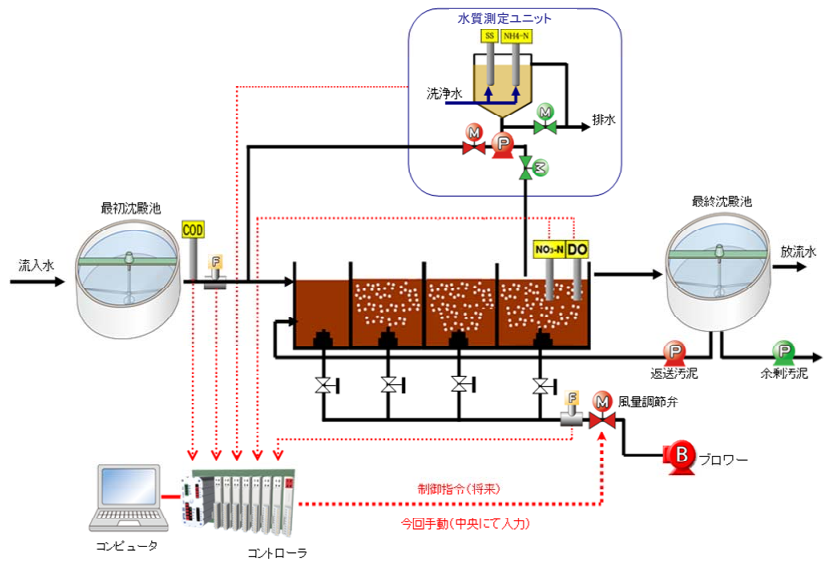 水質測定ユニット
SS
NH4-N
洗浄水
M
排水
M
P
M
最初沈殿池
最終沈殿池
COD
流入水
F
NO3-N
DO
放流水
P
P
返送汚泥
余剰汚泥
F
M
風量調節弁
B
ブロワー
制御指令(将来)
今回手動(中央にて入力)
コンピュータ
コントローラ